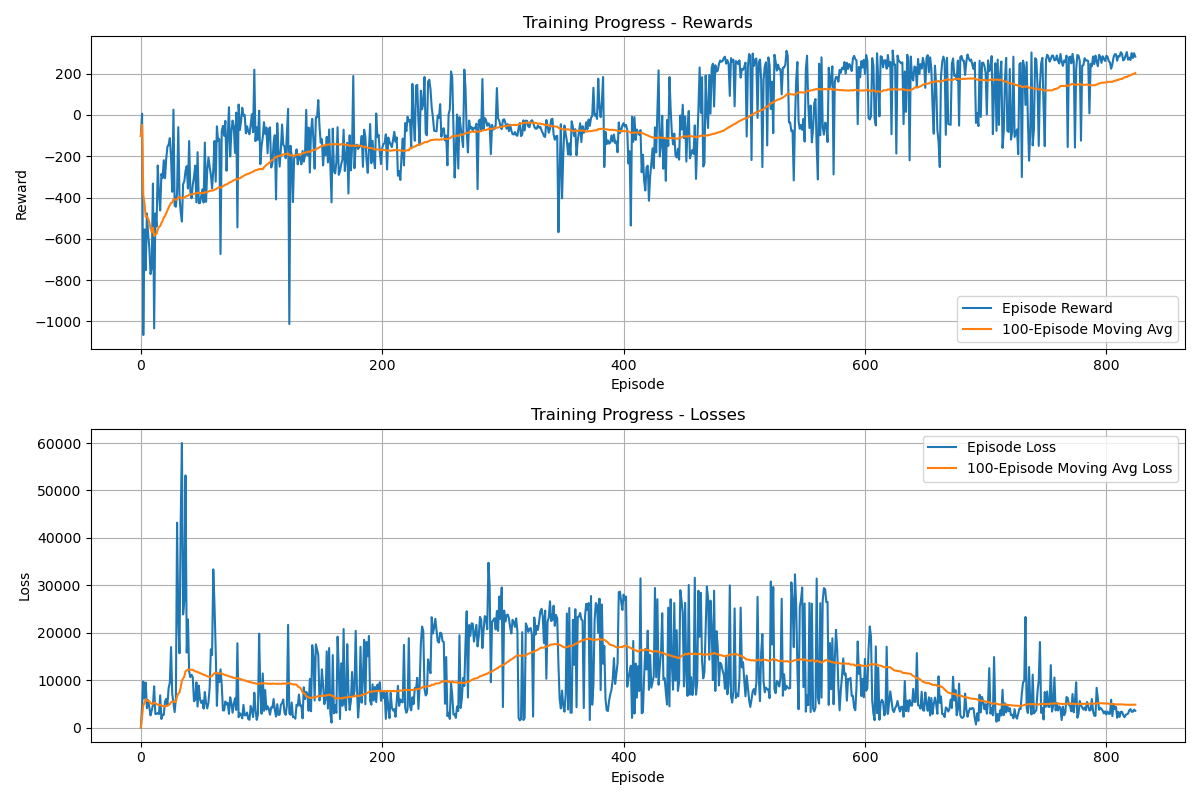 Training Progress - Rewards
Reward
200
0
−200
−400
−600
−800
−1000
Episode Reward
100-Episode Moving Avg
0
200
400
600
800
Episode
Training Progress - Losses
Loss
60000
50000
40000
30000
20000
10000
0
Episode Loss
100-Episode Moving Avg Loss
0
200
400
600
800
Episode